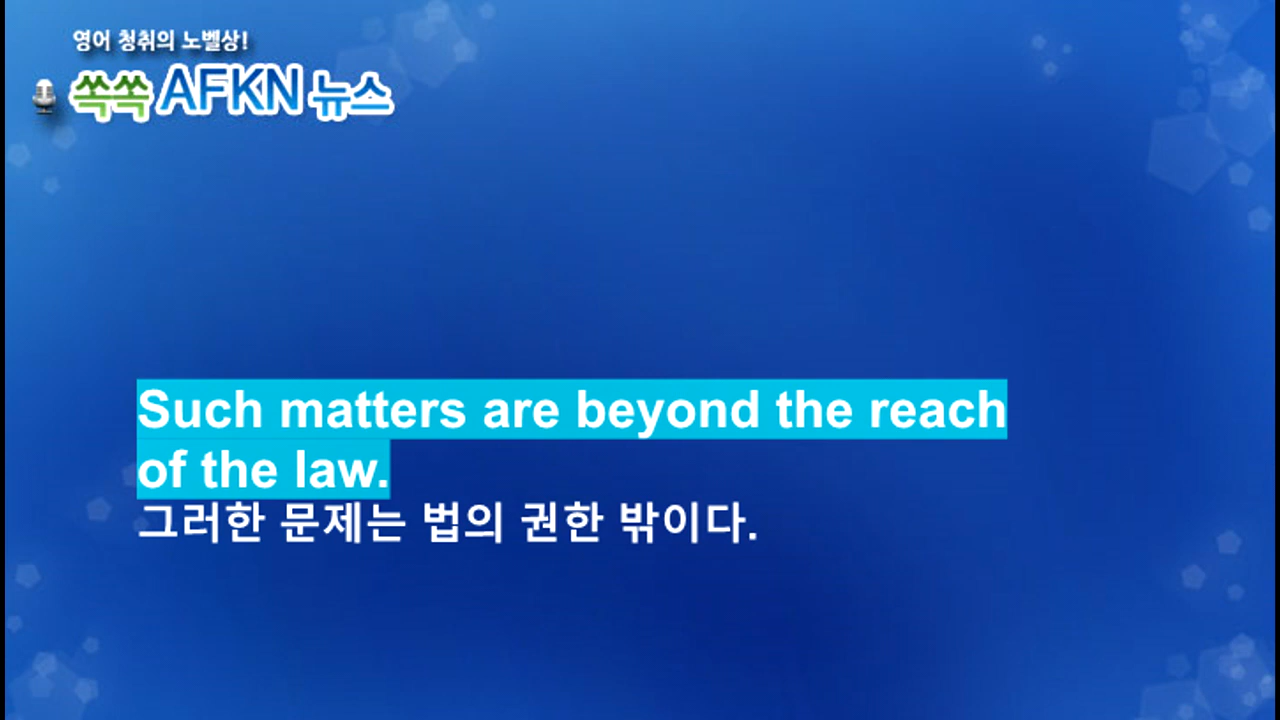 영어 청취의 노벨상!
쏙쏙 AFKN 뉴스
Such matters are beyond the reach
of the law.
그러한 문제는 법의 권한 밖이다.